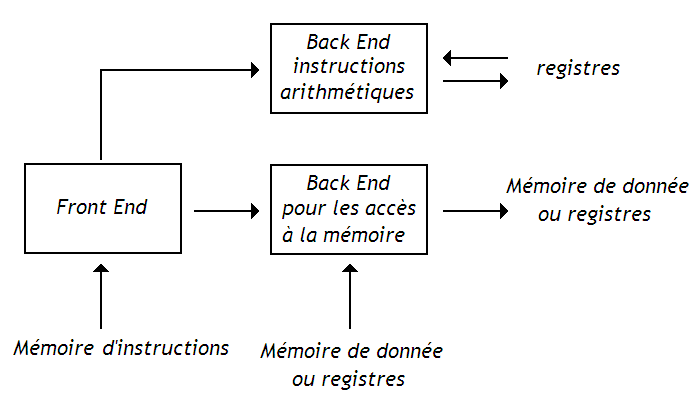 Back End
instructions
arithmétiques
registres
Front End
Back End
pour les accès
à la mémoire
Mémoire de donnée
ou registres
Mémoire d'instructions
Mémoire de donnée
ou registres